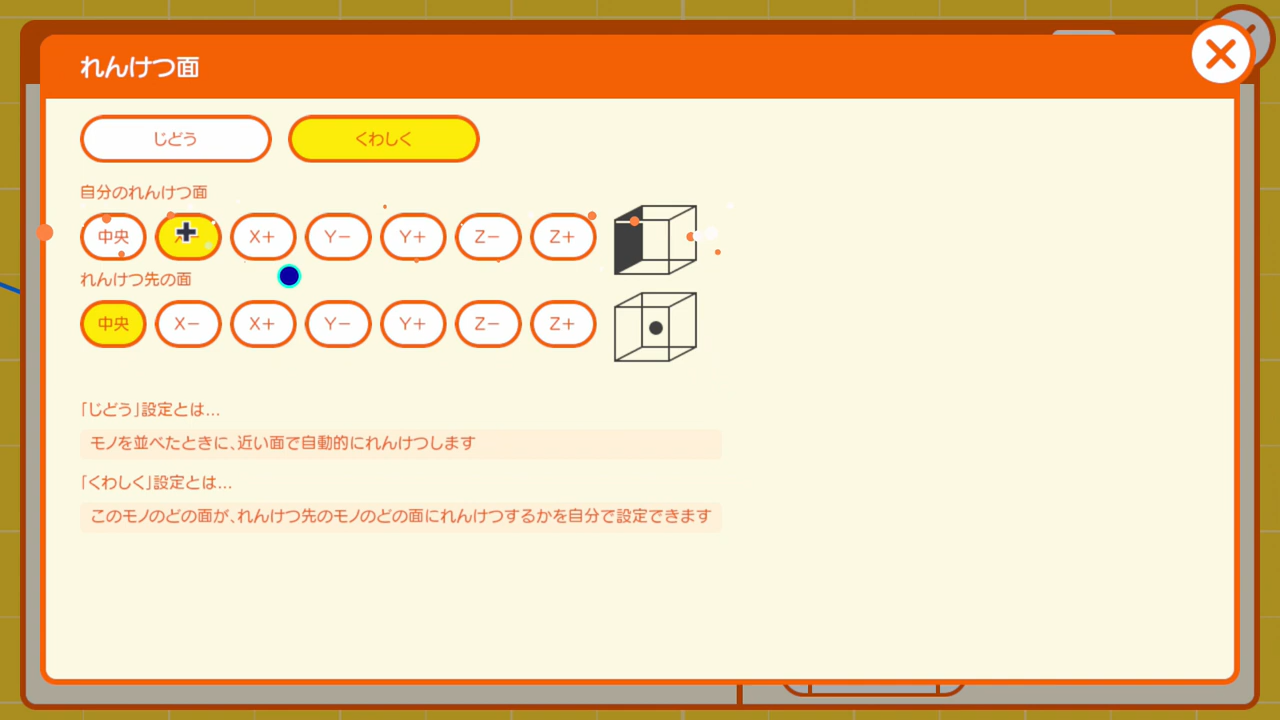 れんけつ面
じどう くわしく
自分のれんけつ面
中央 X- X+ Y- Y+ Z- Z+
れんけつ先の面
中央 X- X+ Y- Y+ Z- Z+
「じどう」設定とは...
モノを並べたときに、近い面で自動的にれんけつします
「くわしく」設定とは...
このモノのどの面が、れんけつ先のモノのどの面にれんけつするかを自分で設定できます